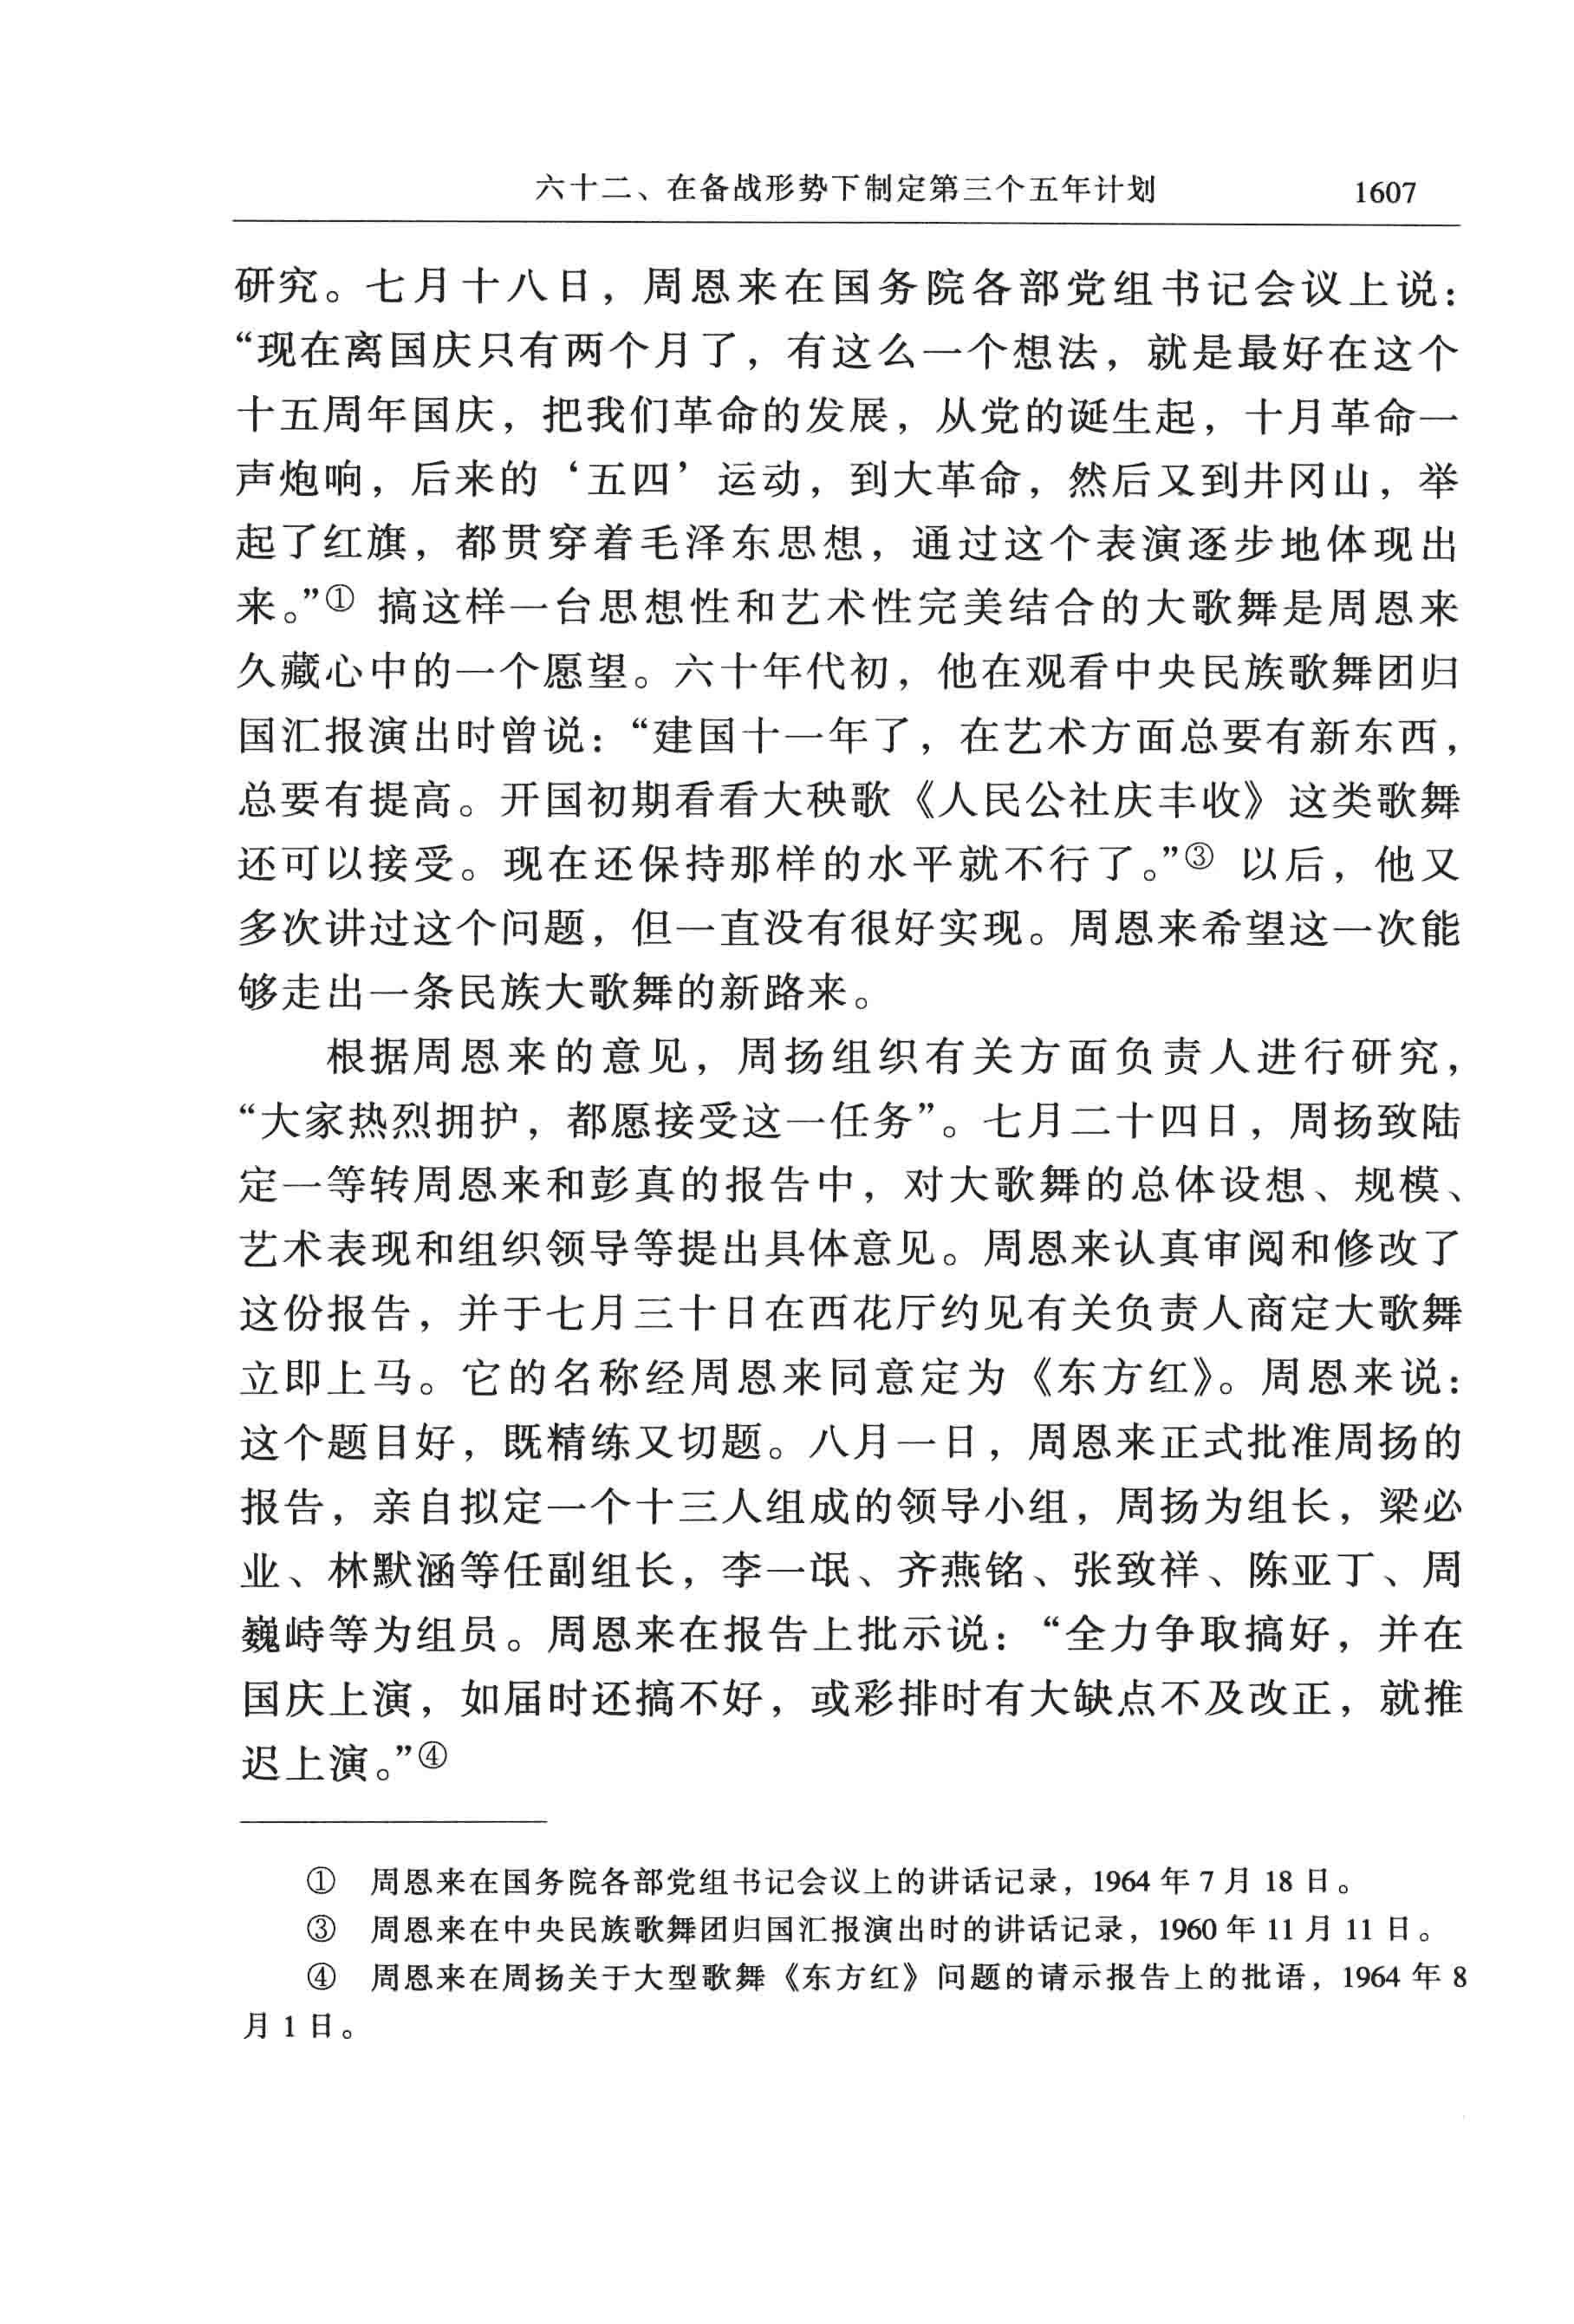 六十二、在备战形势下制定第三个五年计划 1607
研究。七月十八日，周恩来在国务院各部党组书记会议上说：
“现在离国庆只有两个月了，有这么一个想法，就是最好在这个
十五周年国庆，把我们革命的发展，从党的诞生起，十月革命一
声炮响，后来的‘五四’运动，到大革命，然后又到井冈山，举
起了红旗，都贯穿着毛泽东思想，通过这个表演逐步地体现出
来。”① 搞这样一台思想性和艺术性完美结合的大歌舞是周恩来
久藏心中的一个愿望。六十年代初，他在观看中央民族歌舞团归
国汇报演出时曾说：“建国十一年了，在艺术方面总要有新东西，
总要有提高。开国初期看看大秧歌《人民公社庆丰收》这类歌舞
还可以接受。现在还保持那样的水平就不行了。”③ 以后，他又
多次讲过这个问题，但一直没有很好实现。周恩来希望这一次能
够走出一条民族大歌舞的新路来。
根据周恩来的意见，周扬组织有关方面负责人进行研究，
“大家热烈拥护，都愿接受这一任务”。七月二十四日，周扬致陆
定一等转周恩来和彭真的报告中，对大歌舞的总体设想、规模、
艺术表现和组织领导等提出具体意见。周恩来认真审阅和修改了
这份报告，并于七月三十日在西花厅约见有关负责人商定大歌舞
立即上马。它的名称经周恩来同意定为《东方红》。周恩来说：
这个题目好，既精练又切题。八月一日，周恩来正式批准周扬的
报告，亲自拟定一个十三人组成的领导小组，周扬为组长，梁必
业、林默涵等任副组长，李一氓、齐燕铭、张致祥、陈亚丁、周
巍峙等为组员。周恩来在报告上批示说：“全力争取搞好，并在
国庆上演，如届时还搞不好，或彩排时有大缺点不及改正，就推
迟上演。”④
① 周恩来在国务院各部党组书记会议上的讲话记录，1964 年 7 月 18 日。
③ 周恩来在中央民族歌舞团归国汇报演出时的讲话记录，1960 年 11 月 11 日。
④ 周恩来在周扬关于大型歌舞《东方红》问题的请示报告上的批语，1964 年 8
月 1 日。